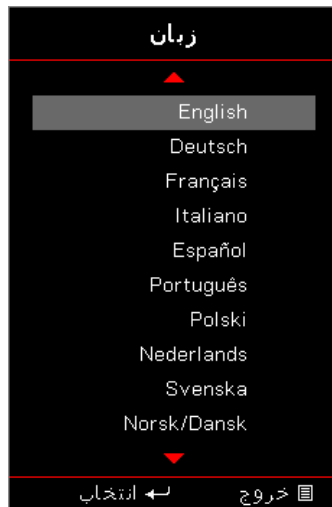 زبان
English
Deutsch
Français
Italiano
Español
Português
Polski
Nederlands
Svenska
Norsk/Dansk
خروج انتخاب